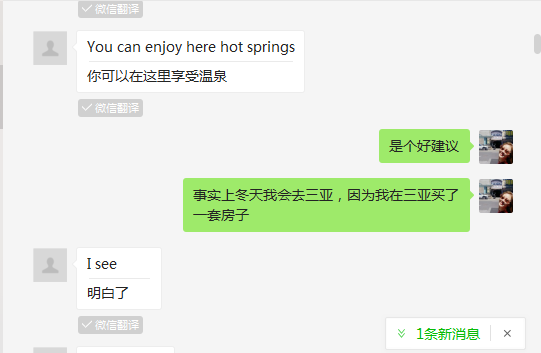 微信翻译
You can enjoy here hot springs
你可以在这里享受温泉
微信翻译
是个好建议
事实上冬天我会去三亚，因为我在三亚买了
一套房子
I see
明白了
微信翻译
1条新消息